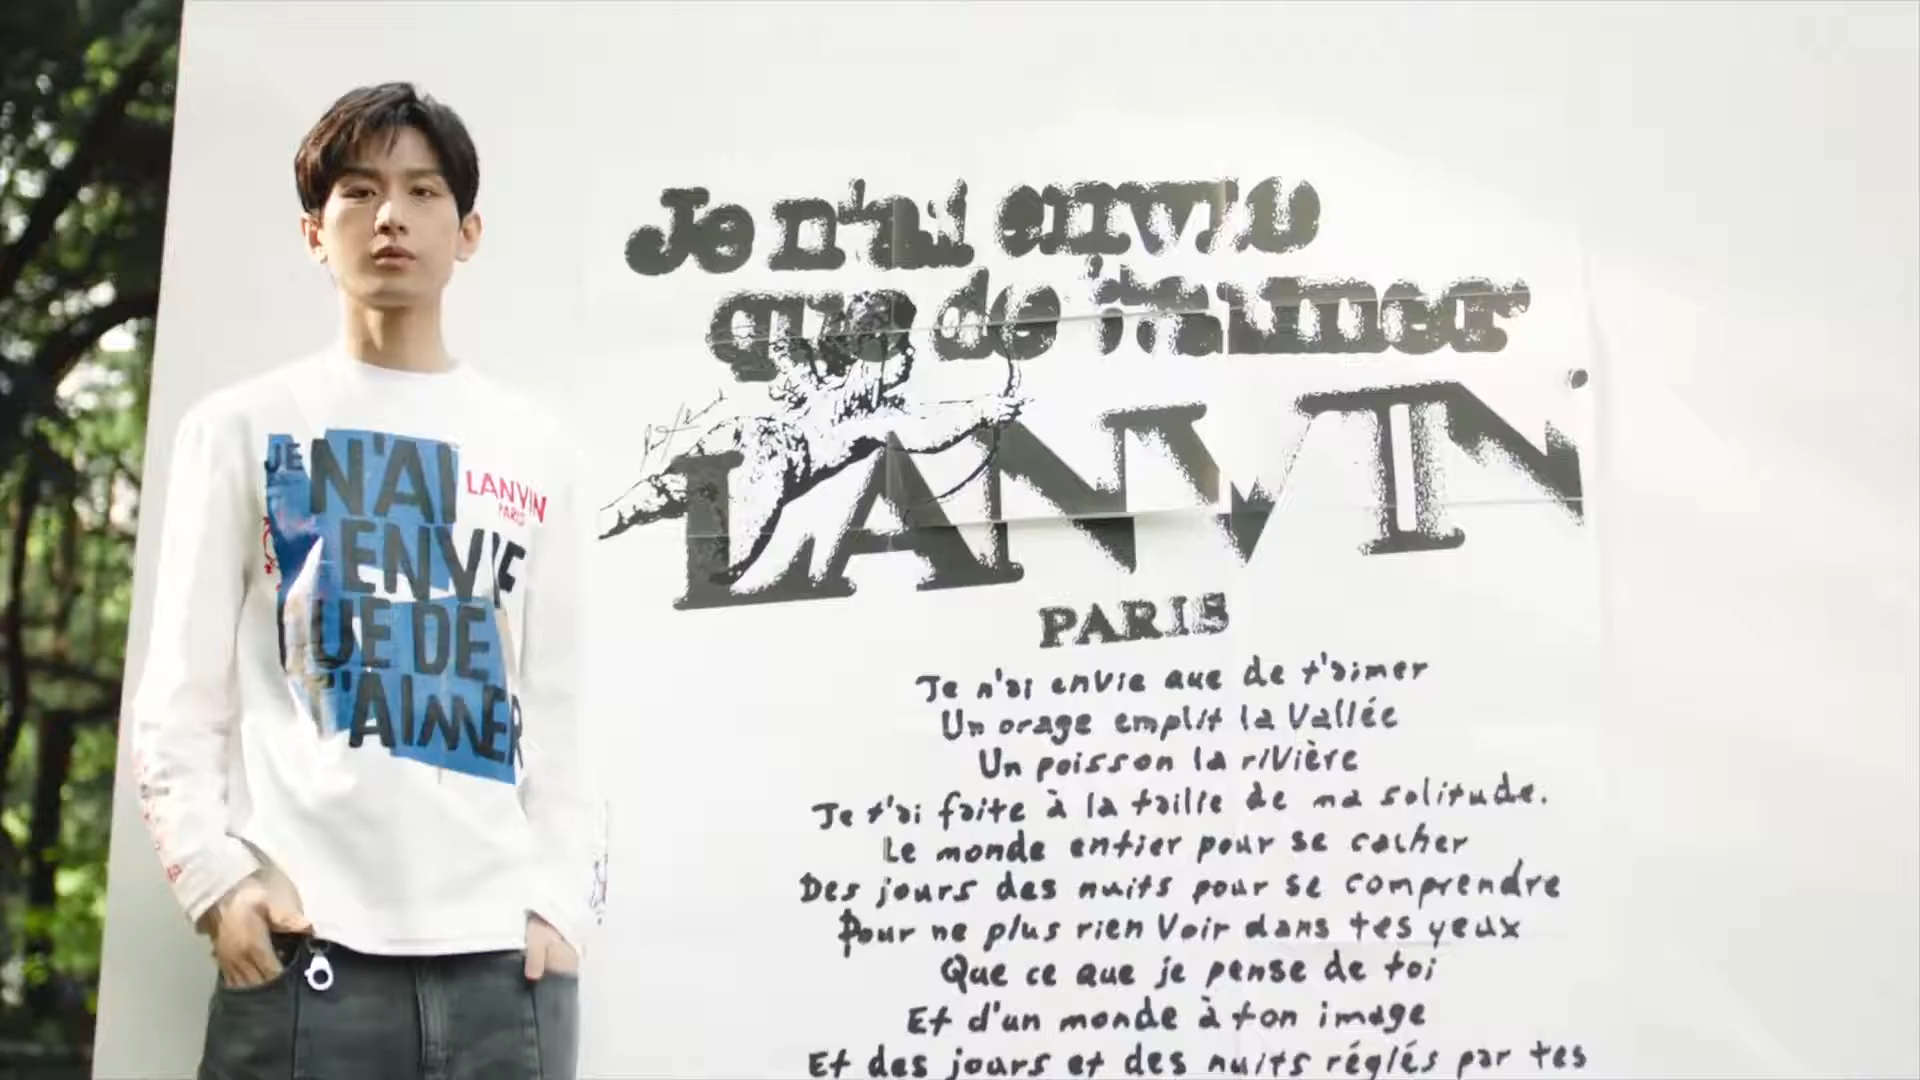 JE N'AI
LANVIN
PARIS
ENVIE
QUE DE
T'AIMER
Je n'ai envie
que de t'aimer
LANVIN
PARIS
Je n'ai envie que de t'aimer
Un orage emplit la Vallée
Un poisson la rivière
Je t'ai faite à la taille de ma solitude.
Le monde entier pour se cacher
Des jours des nuits pour se comprendre
Pour ne plus rien Voir dans tes yeux
Que ce que je pense de toi
Et d'un monde à ton image
Et des jours et des nuits réglés par tes